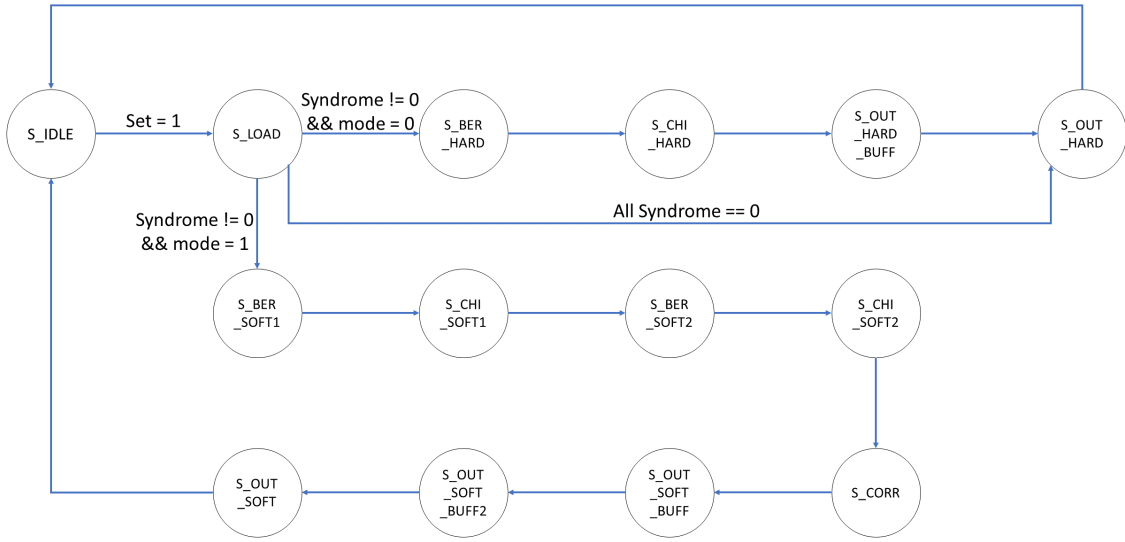 S_IDLE
Set = 1
S_LOAD
Syndrome != 0
&& mode = 0
S_BER
_HARD
S_CHI
_HARD
S_OUT
_HARD
_BUFF
S_OUT
_HARD
All Syndrome == 0
Syndrome != 0
&& mode = 1
S_BER
_SOFT1
S_CHI
_SOFT1
S_BER
_SOFT2
S_CHI
_SOFT2
S_OUT
_SOFT
S_OUT
_SOFT
_BUFF2
S_OUT
_SOFT
_BUFF
S_CORR